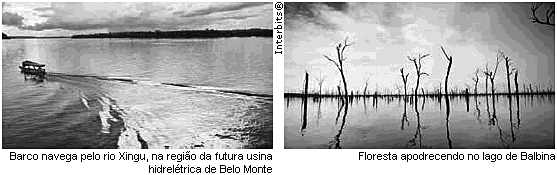 Interbits®
Barco navega pelo rio Xingu, na região da futura usina
hidrelétrica de Belo Monte
Floresta apodrecendo no lago de Balbina